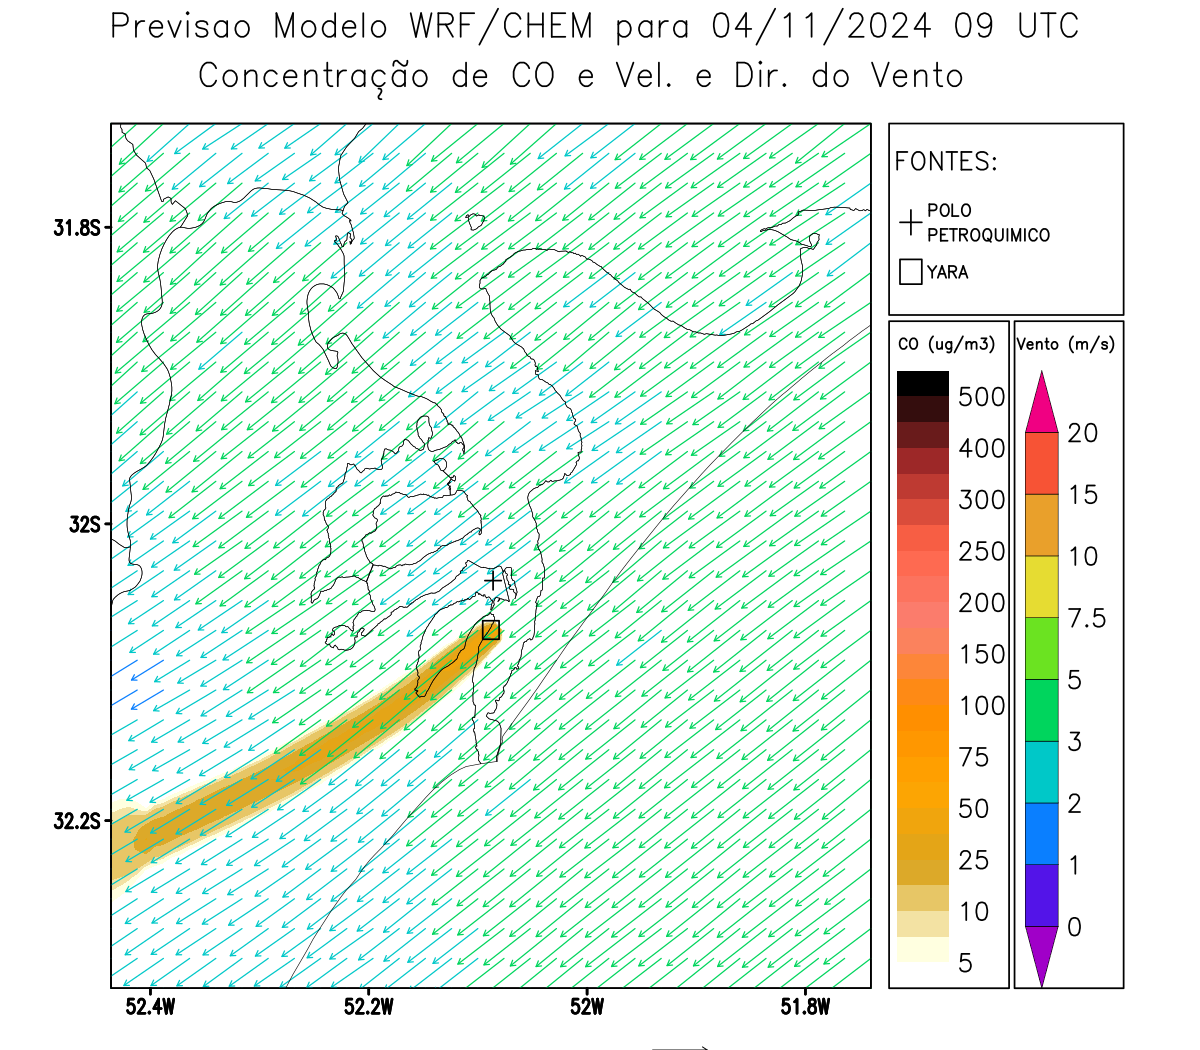 Previsao Modelo WRF/CHEM para 04/11/2024 09 UTC
Concentração de CO e Vel. e Dir. do Vento
FONTES:
POLO
PETROQUIMICO
YARA
CO (ug/m3)
500
400
300
250
200
150
100
75
50
25
10
5
Vento (m/s)
20
15
10
7.5
5
3
2
1
0
31.8S
32S
32.2S
52.4W
52.2W
52W
51.8W